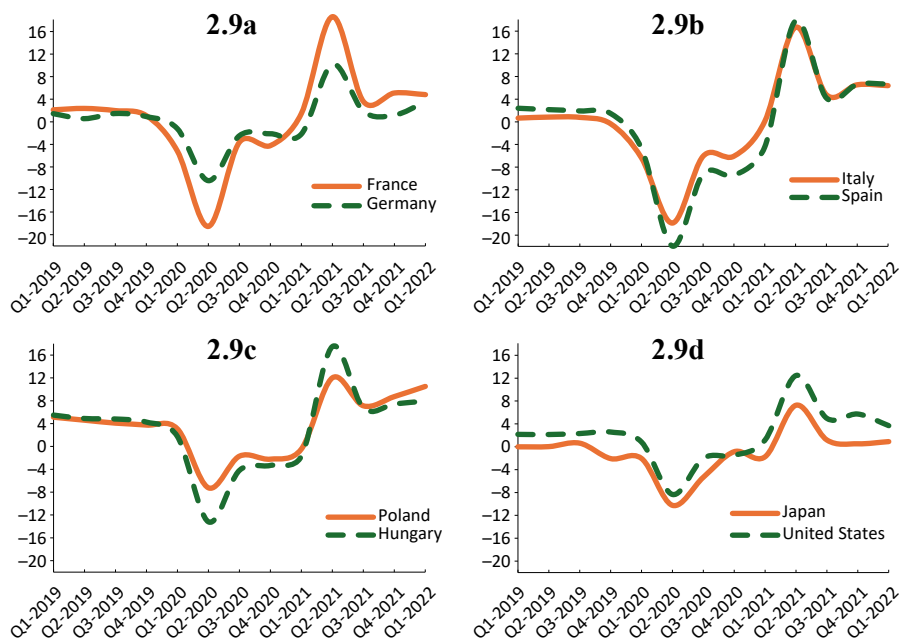 2.9a
16
12
8
4
0
–4
–8
–12
–16
–20
France
Germany
Q1-2019
Q2-2019
Q3-2019
Q4-2019
Q1-2020
Q2-2020
Q3-2020
Q4-2020
Q1-2021
Q2-2021
Q3-2021
Q4-2021
Q1-2022
2.9b
16
12
8
4
0
–4
–8
–12
–16
–20
Italy
Spain
Q1-2019
Q2-2019
Q3-2019
Q4-2019
Q1-2020
Q2-2020
Q3-2020
Q4-2020
Q1-2021
Q2-2021
Q3-2021
Q4-2021
Q1-2022
2.9c
16
12
8
4
0
–4
–8
–12
–16
–20
Poland
Hungary
Q1-2019
Q2-2019
Q3-2019
Q4-2019
Q1-2020
Q2-2020
Q3-2020
Q4-2020
Q1-2021
Q2-2021
Q3-2021
Q4-2021
Q1-2022
2.9d
16
12
8
4
0
–4
–8
–12
–16
–20
Japan
United States
Q1-2019
Q2-2019
Q3-2019
Q4-2019
Q1-2020
Q2-2020
Q3-2020
Q4-2020
Q1-2021
Q2-2021
Q3-2021
Q4-2021
Q1-2022